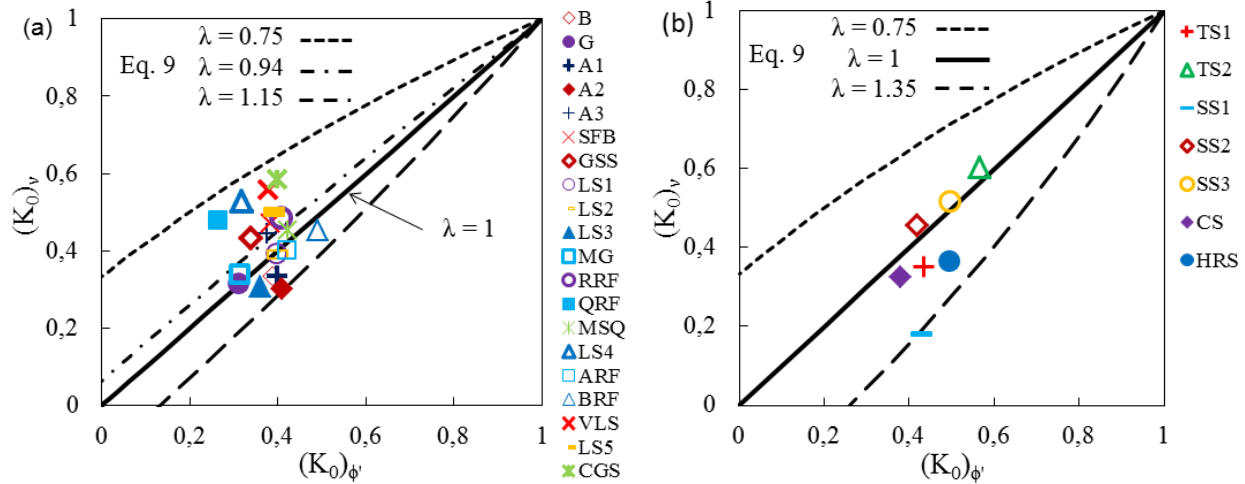 (a)
Eq. 9
λ = 0.75
λ = 0.94
λ = 1.15
λ = 1
(K₀)ᵥ
1
0,8
0,6
0,4
0,2
0
0
0,2
0,4
0,6
0,8
1
(K₀)ϕ'
B
G
A1
A2
A3
SFB
GSS
LS1
LS2
LS3
MG
RRF
QRF
MSQ
LS4
ARF
BRF
VLS
LS5
CGS
(b)
Eq. 9
λ = 0.75
λ = 1
λ = 1.35
(K₀)ᵥ
1
0,8
0,6
0,4
0,2
0
0
0,2
0,4
0,6
0,8
1
(K₀)ϕ'
TS1
TS2
SS1
SS2
SS3
CS
HRS